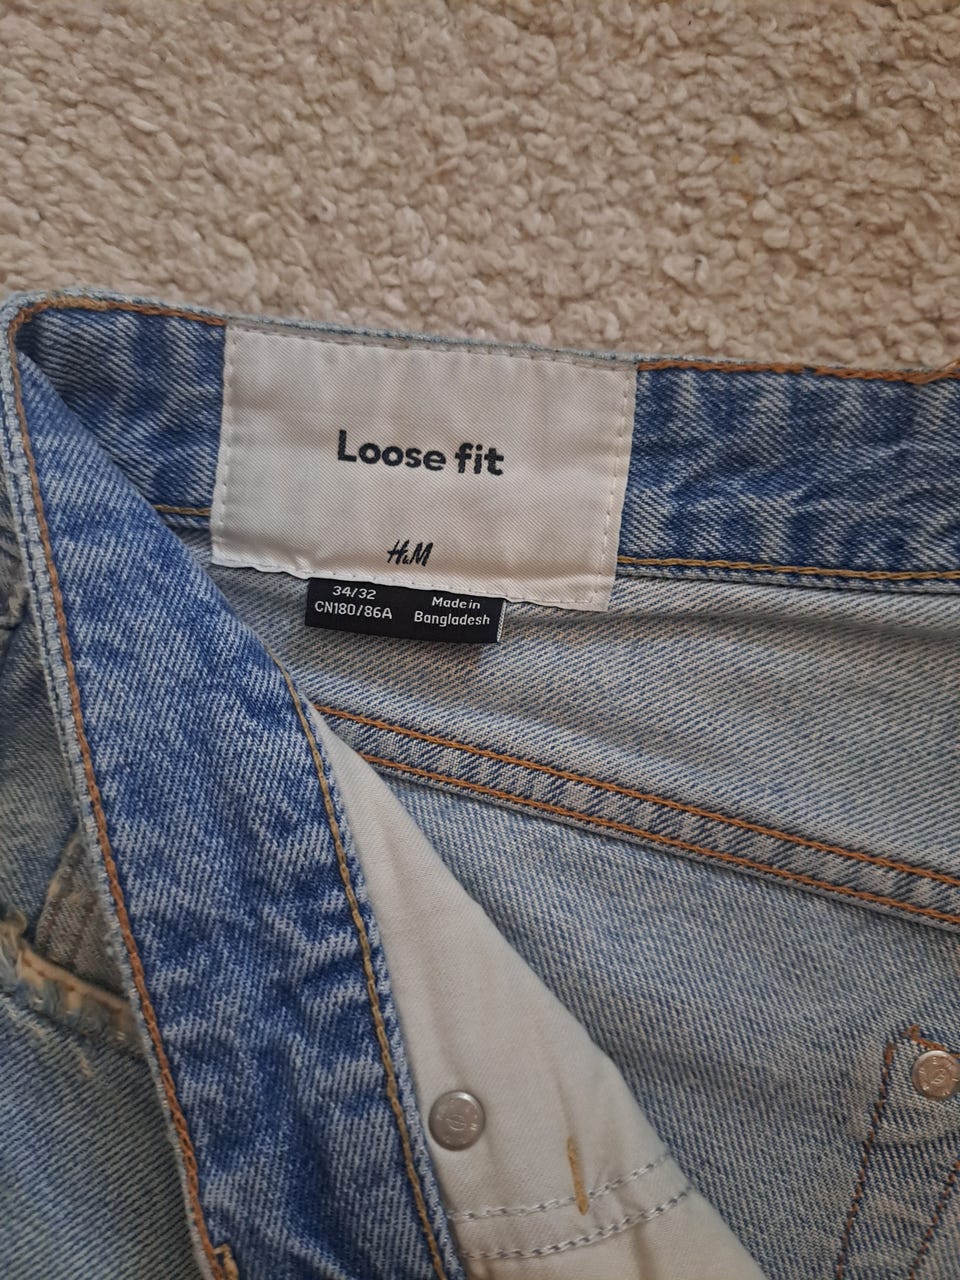 Loose fit
H&M
34/32
CN180/86A
Made in
Bangladesh